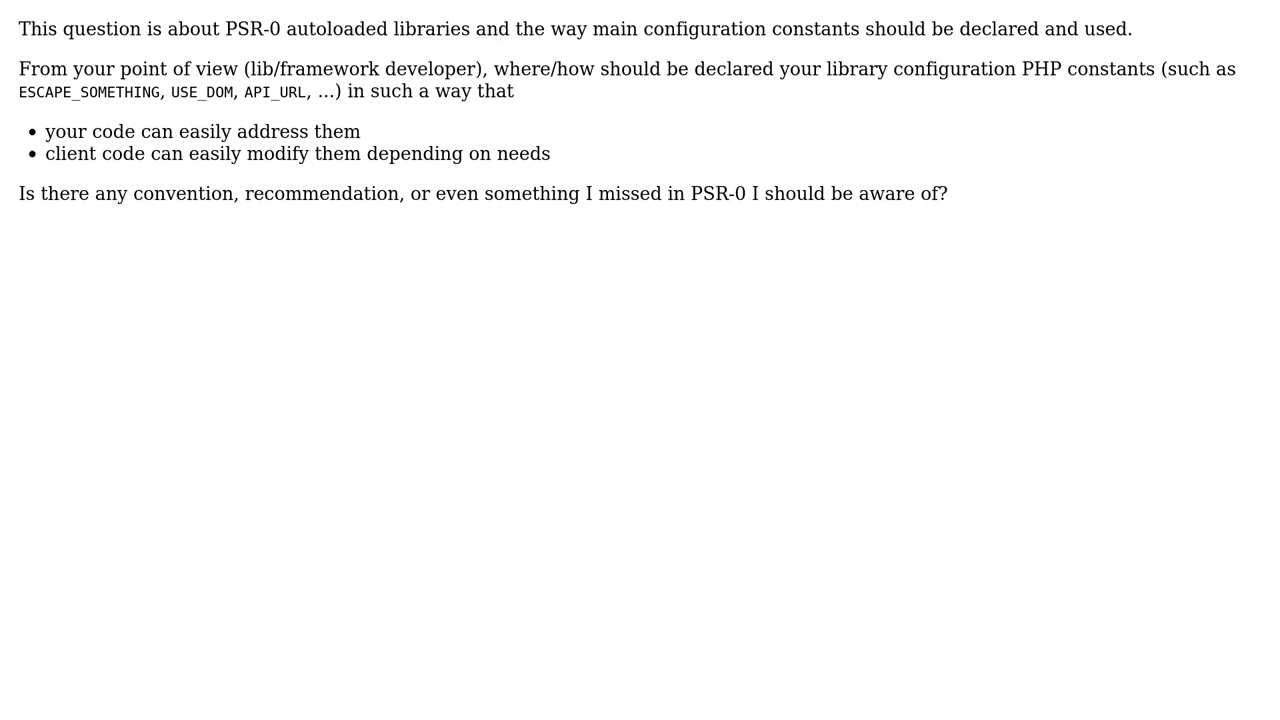 This question is about PSR-0 autoloaded libraries and the way main configuration constants should be declared and used.
From your point of view (lib/framework developer), where/how should be declared your library configuration PHP constants (such as
ESCAPE_SOMETHING, USE_DOM, API_URL, ...) in such a way that
• your code can easily address them
• client code can easily modify them depending on needs
Is there any convention, recommendation, or even something I missed in PSR-0 I should be aware of?